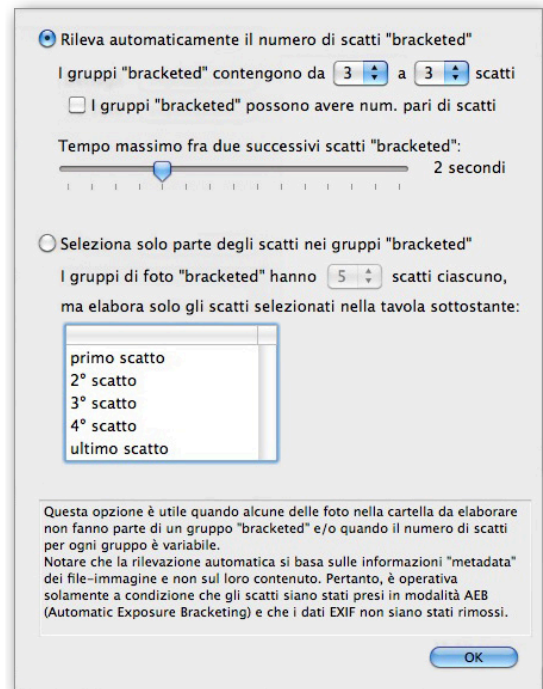 Rileva automaticamente il numero di scatti "bracketed"
I gruppi "bracketed" contengono da 3 a 3 scatti
I gruppi "bracketed" possono avere num. pari di scatti
Tempo massimo fra due successivi scatti "bracketed":
2 secondi
Seleziona solo parte degli scatti nei gruppi "bracketed"
I gruppi di foto "bracketed" hanno 5 scatti ciascuno,
ma elabora solo gli scatti selezionati nella tavola sottostante:
primo scatto
2° scatto
3° scatto
4° scatto
ultimo scatto
Questa opzione è utile quando alcune delle foto nella cartella da elaborare
non fanno parte di un gruppo "bracketed" e/o quando il numero di scatti
per ogni gruppo è variabile.
Notare che la rilevazione automatica si basa sulle informazioni "metadata"
dei file-immagine e non sul loro contenuto. Pertanto, è operativa
solamente a condizione che gli scatti siano stati presi in modalità AEB
(Automatic Exposure Bracketing) e che i dati EXIF non siano stati rimossi.
OK